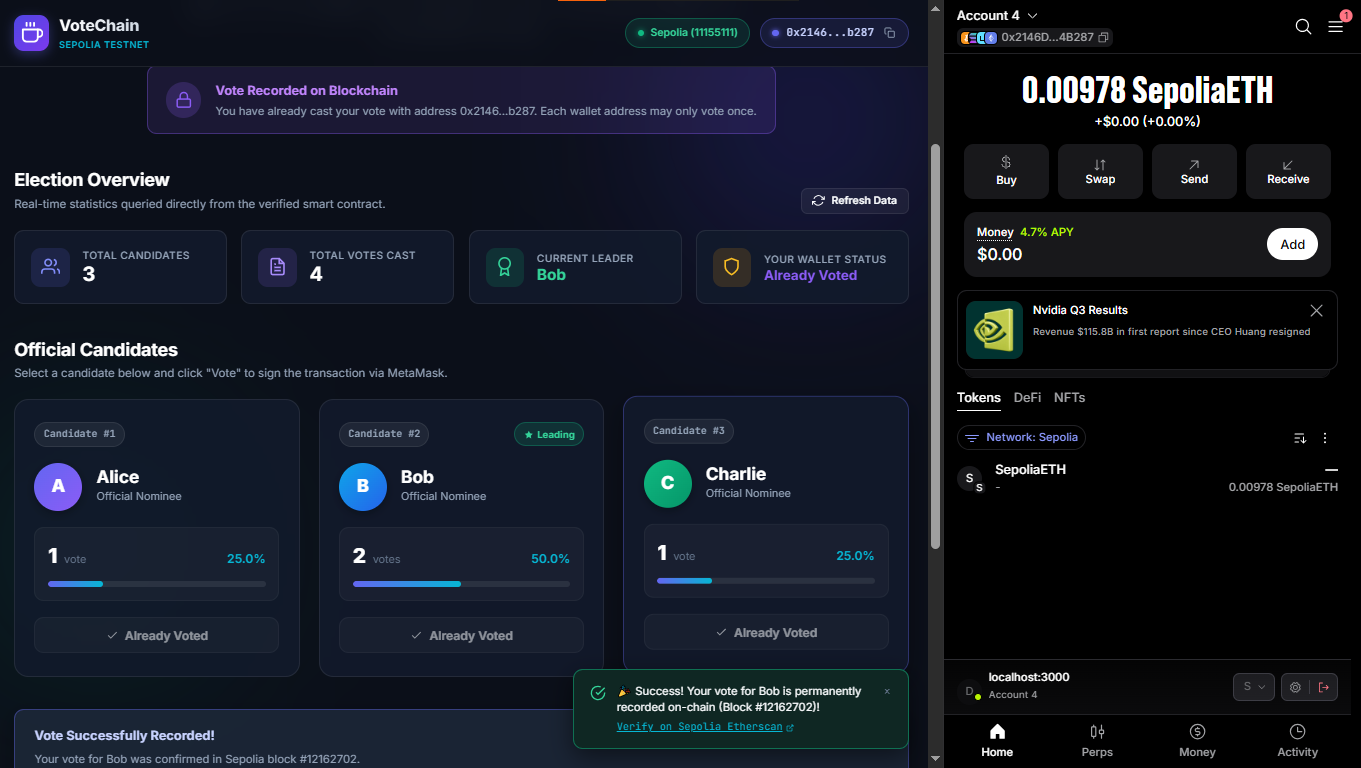 VoteChain
SEPOLIA TESTNET
Sepolia (11155111)
0x2146...b287
Vote Recorded on Blockchain
You have already cast your vote with address 0x2146...b287. Each wallet address may only vote once.
Election Overview
Real-time statistics queried directly from the verified smart contract.
Refresh Data
TOTAL CANDIDATES
3
TOTAL VOTES CAST
4
CURRENT LEADER
Bob
YOUR WALLET STATUS
Already Voted
Official Candidates
Select a candidate below and click "Vote" to sign the transaction via MetaMask.
Candidate #1
A
Alice
Official Nominee
1 vote 25.0%
Already Voted
Candidate #2
Leading
B
Bob
Official Nominee
2 votes 50.0%
Already Voted
Candidate #3
C
Charlie
Official Nominee
1 vote 25.0%
Already Voted
Success! Your vote for Bob is permanently
recorded on-chain (Block #12162702)!
Verify on Sepolia Etherscan
Vote Successfully Recorded!
Your vote for Bob was confirmed in Sepolia block #12162702.
Account 4
0x2146D...4B287
1
0.00978 SepoliaETH
+$0.00 (+0.00%)
Buy
Swap
Send
Receive
Money 4.7% APY
$0.00
Add
Nvidia Q3 Results
Revenue $115.8B in first report since CEO Huang resigned
Tokens DeFi NFTs
Network: Sepolia
S
S
SepoliaETH —
- 0.00978 SepoliaETH
D
localhost:3000
Account 4
S
Home
Perps
Money
Activity